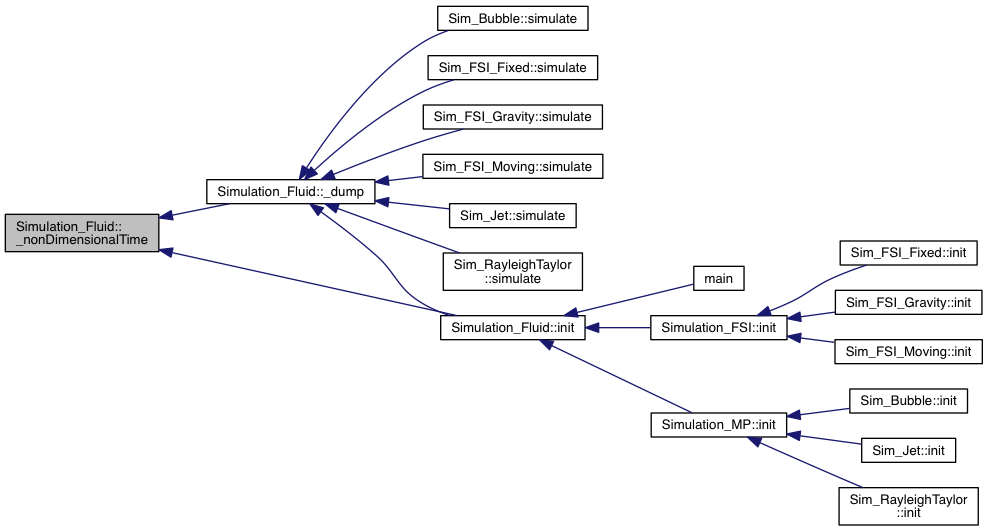 Sim_Bubble::simulate
Sim_FSI_Fixed::simulate
Sim_FSI_Gravity::simulate
Sim_FSI_Moving::simulate
Simulation_Fluid::_dump
Sim_Jet::simulate
Simulation_Fluid::
_nonDimensionalTime
Sim_RayleighTaylor
::simulate
Sim_FSI_Fixed::init
main
Sim_FSI_Gravity::init
Simulation_Fluid::init
Simulation_FSI::init
Sim_FSI_Moving::init
Sim_Bubble::init
Simulation_MP::init
Sim_Jet::init
Sim_RayleighTaylor
::init